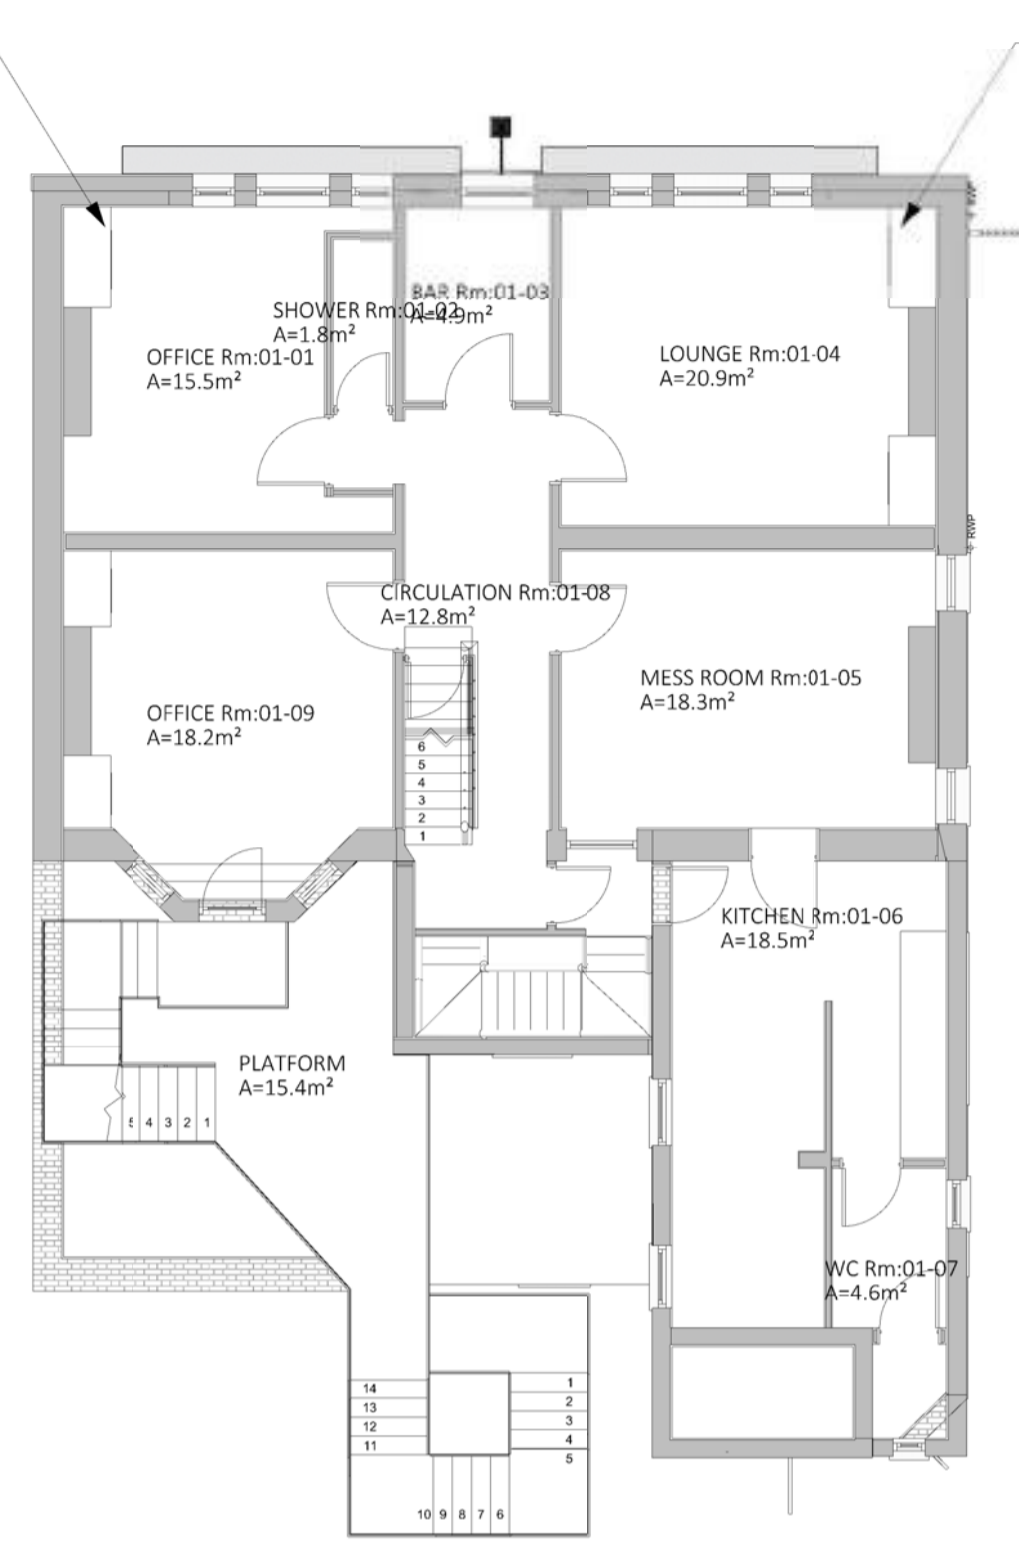 RWP
BAR Rm:01-03
A=4.9m²
SHOWER Rm:01-02
A=1.8m²
OFFICE Rm:01-01
A=15.5m²
LOUNGE Rm:01-04
A=20.9m²
RWP
CIRCULATION Rm:01-08
A=12.8m²
MESS ROOM Rm:01-05
A=18.3m²
OFFICE Rm:01-09
A=18.2m²
6
5
4
3
2
1
KITCHEN Rm:01-06
A=18.5m²
PLATFORM
A=15.4m²
5 4 3 2 1
WC Rm:01-07
A=4.6m²
14
13
12
11
1
2
3
4
5
10 9 8 7 6